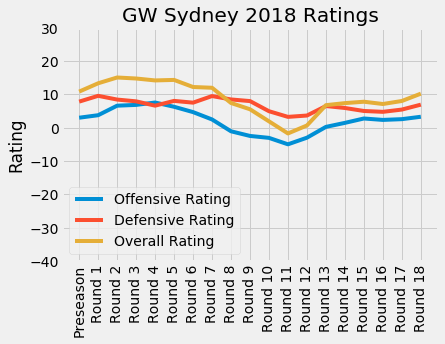 GW Sydney 2018 Ratings
Rating
30
20
10
0
−10
−20
−30
−40
Offensive Rating
Defensive Rating
Overall Rating
Preseason
Round 1
Round 2
Round 3
Round 4
Round 5
Round 6
Round 7
Round 8
Round 9
Round 10
Round 11
Round 12
Round 13
Round 14
Round 15
Round 16
Round 17
Round 18